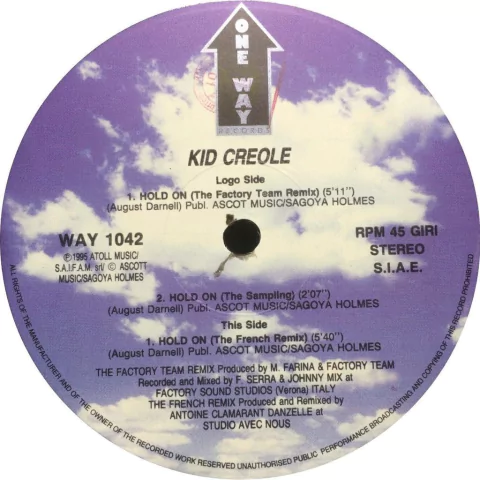 ONE
WAY
RECORDS
KID CREOLE
Logo Side
1. HOLD ON (The Factory Team Remix) (5'11")
(August Darnell) Publ. ASCOT MUSIC/SAGOYA HOLMES
WAY 1042
℗ 1995 ATOLL MUSIC/
S.A.I.F.A.M. srl/ © ASCOTT
MUSIC/SAGOYA HOLMES
RPM 45 GIRI
STEREO
S.I.A.E.
2. HOLD ON (The Sampling) (2'07")
(August Darnell) Publ. ASCOT MUSIC/SAGOYA HOLMES
This Side
1. HOLD ON (The French Remix) (5'40")
(August Darnell) Publ. ASCOT MUSIC/SAGOYA HOLMES
THE FACTORY TEAM REMIX Produced by M. FARINA & FACTORY TEAM
Recorded and Mixed by F. SERRA & JOHNNY MIX at
FACTORY SOUND STUDIOS (Verona) ITALY
THE FRENCH REMIX Produced and Remixed by
ANTOINE CLAMARANT DANZELLE at
STUDIO AVEC NOUS
ALL RIGHTS OF THE MANUFACTURER AND OF THE OWNER OF THE RECORDED WORK RESERVED UNAUTHORISED PUBLIC PERFORMANCE BROADCASTING AND COPYING OF THIS RECORD PROHIBITED